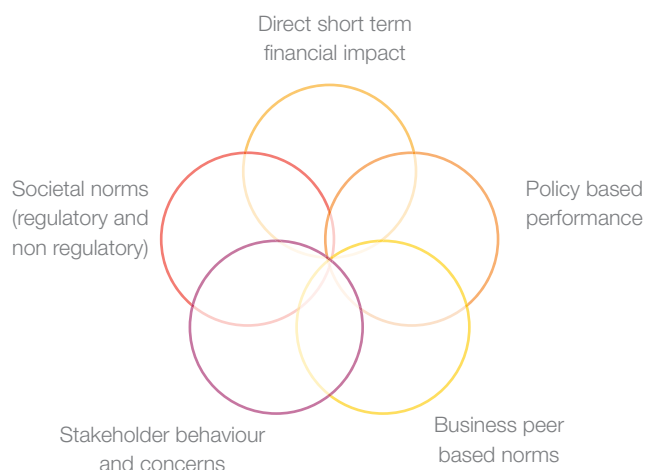 Direct short term
financial impact
Societal norms
(regulatory and
non regulatory)
Policy based
performance
Stakeholder behaviour
and concerns
Business peer
based norms